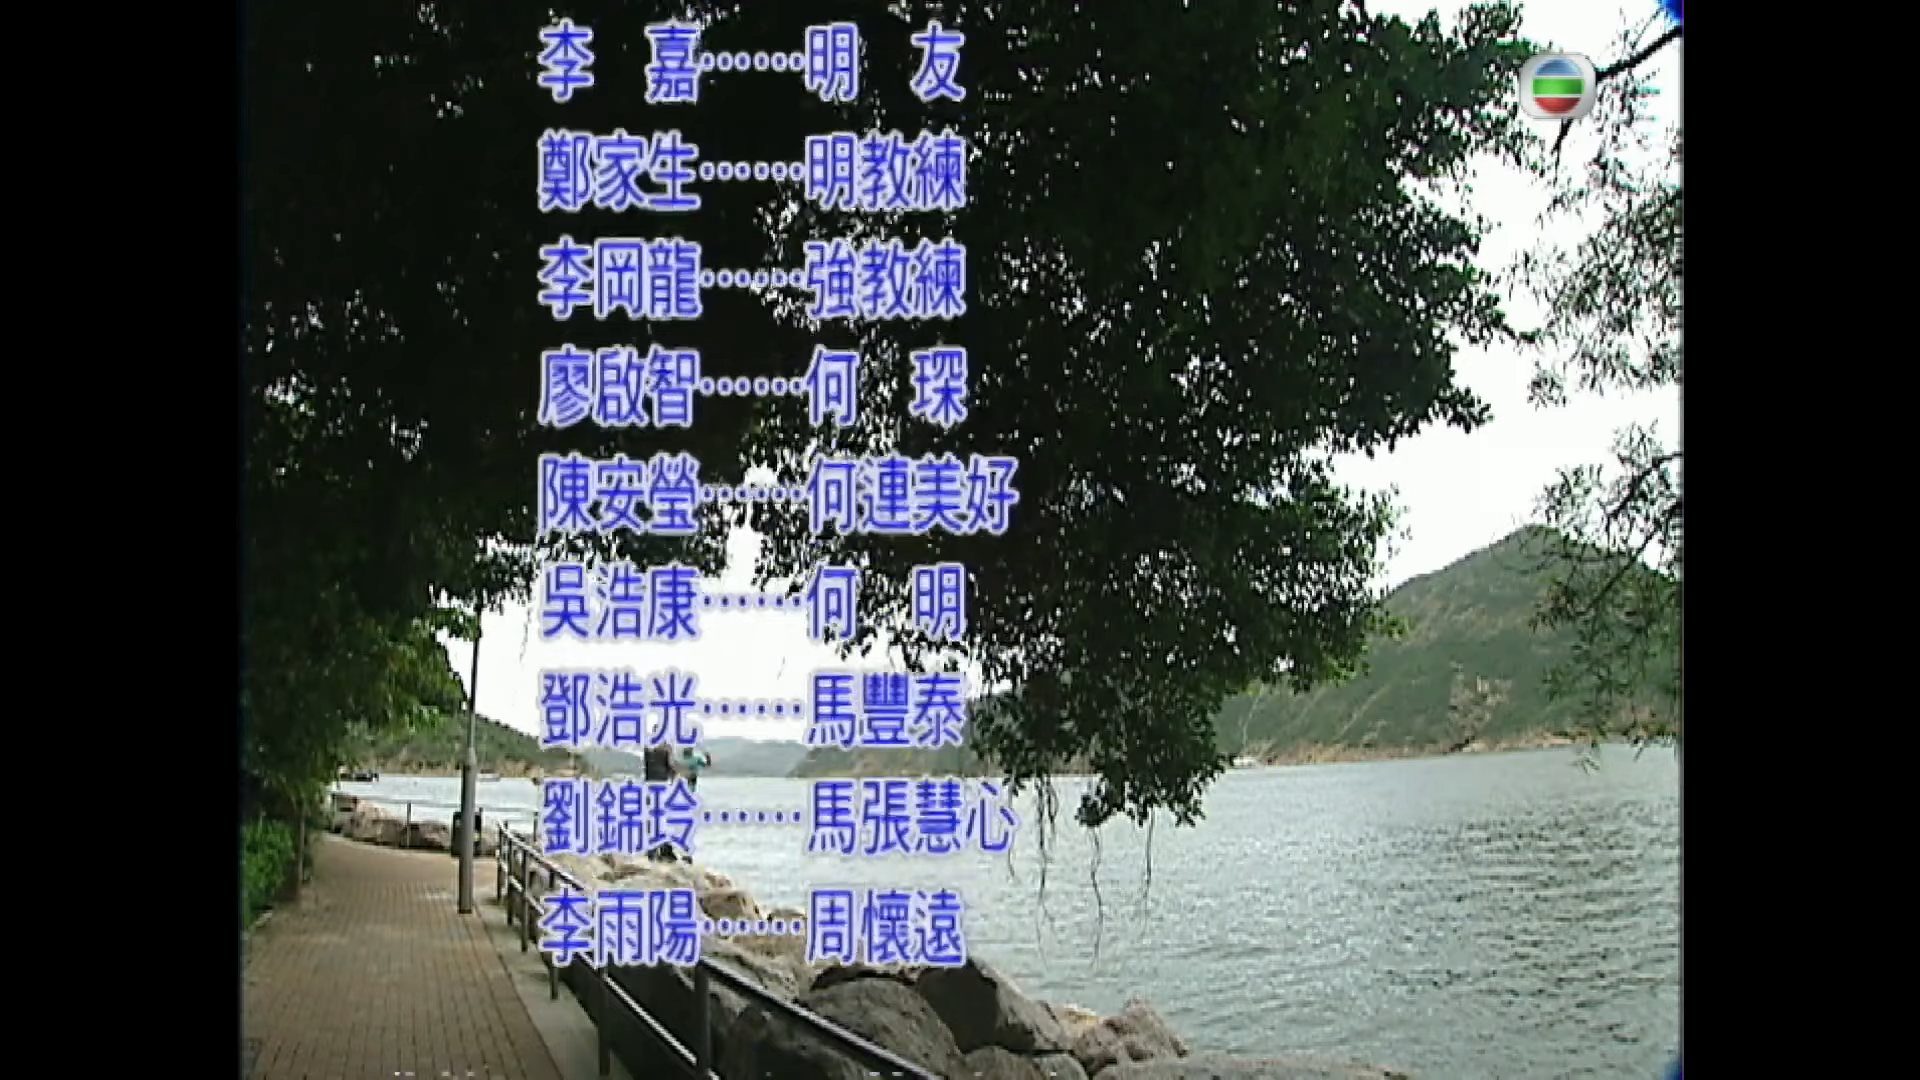 李　嘉……明　友
鄭家生……明教練
李岡龍……強教練
廖啟智……何　琛
陳安瑩……何連美好
吳浩康……何　明
鄧浩光……馬豐泰
劉錦玲……馬張慧心
李雨陽……周懷遠